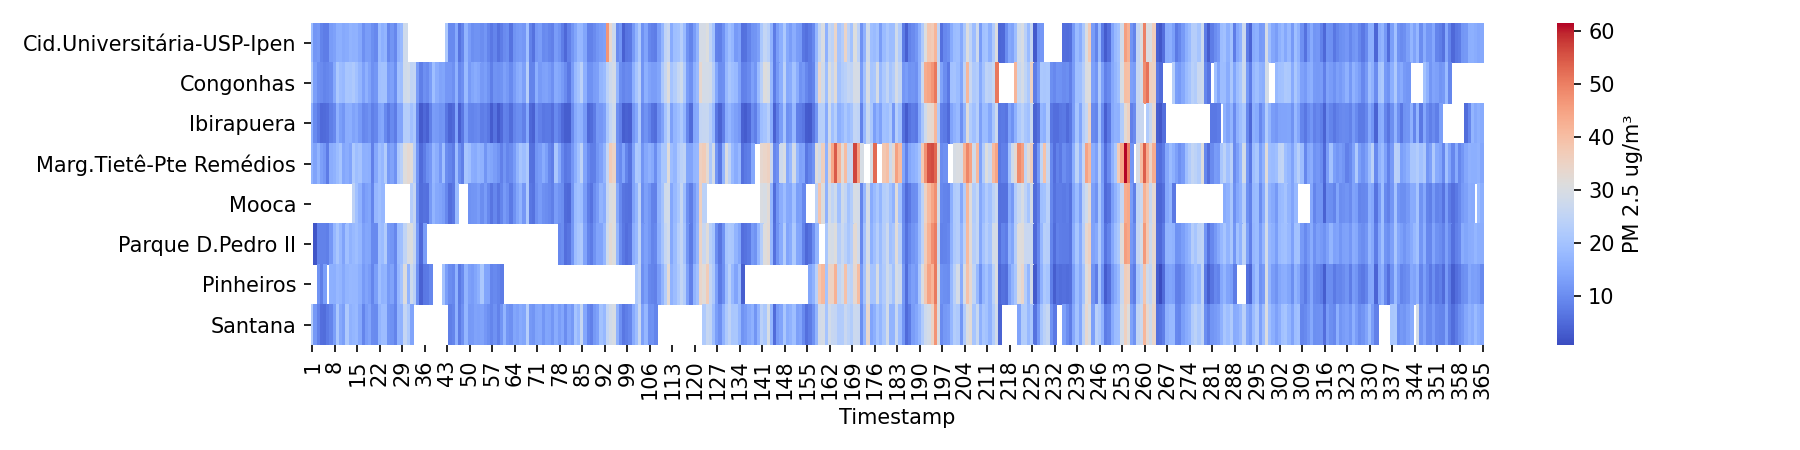 Cid.Universitária-USP-Ipen
Congonhas
Ibirapuera
Marg.Tietê-Pte Remédios
Mooca
Parque D.Pedro II
Pinheiros
Santana
1 8 15 22 29 36 43 50 57 64 71 78 85 92 99 106 113 120 127 134 141 148 155 162 169 176 183 190 197 204 211 218 225 232 239 246 253 260 267 274 281 288 295 302 309 316 323 330 337 344 351 358 365
Timestamp
60
50
40
30
20
10
PM 2.5 ug/m³